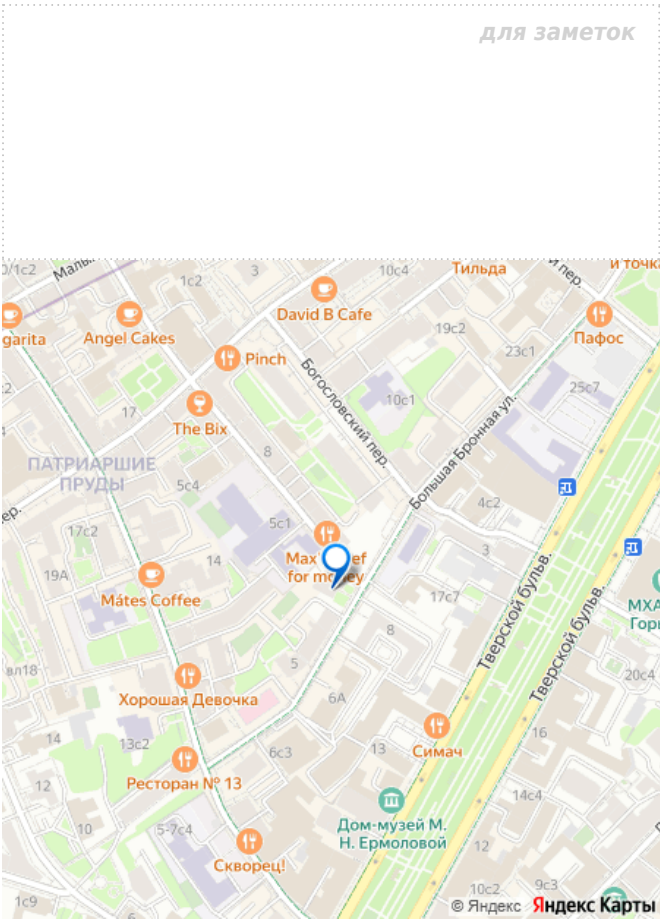 для заметок
0/1с2
Малы
1с2
3
10с4
Тильда
й пер.
и точка
garita
Angel Cakes
David B Cafe
19с2
Пафос
Pinch
23с1
Богословский пер.
10с1
25с7
17
The Bix
8
Большая Бронная ул.
ПАТРИАРШИЕ
ПРУДЫ
5с4
4с2
ер.
17с2
5с1
14
Max
ef
for money
3
19А
Mátes Coffee
17с7
Тверской бульв.
МХА
Горь
8
Тверской бульв.
вл18
5
20с4
Хорошая Девочка
6А
14
13с2
6с3
13
Симач
16
12
Ресторан № 13
14с4
10
5-7с4
Дом-музей М.
Н. Ермоловой
12
Скворец!
1с9
10с2
9с3
© Яндекс Яндекс Карты